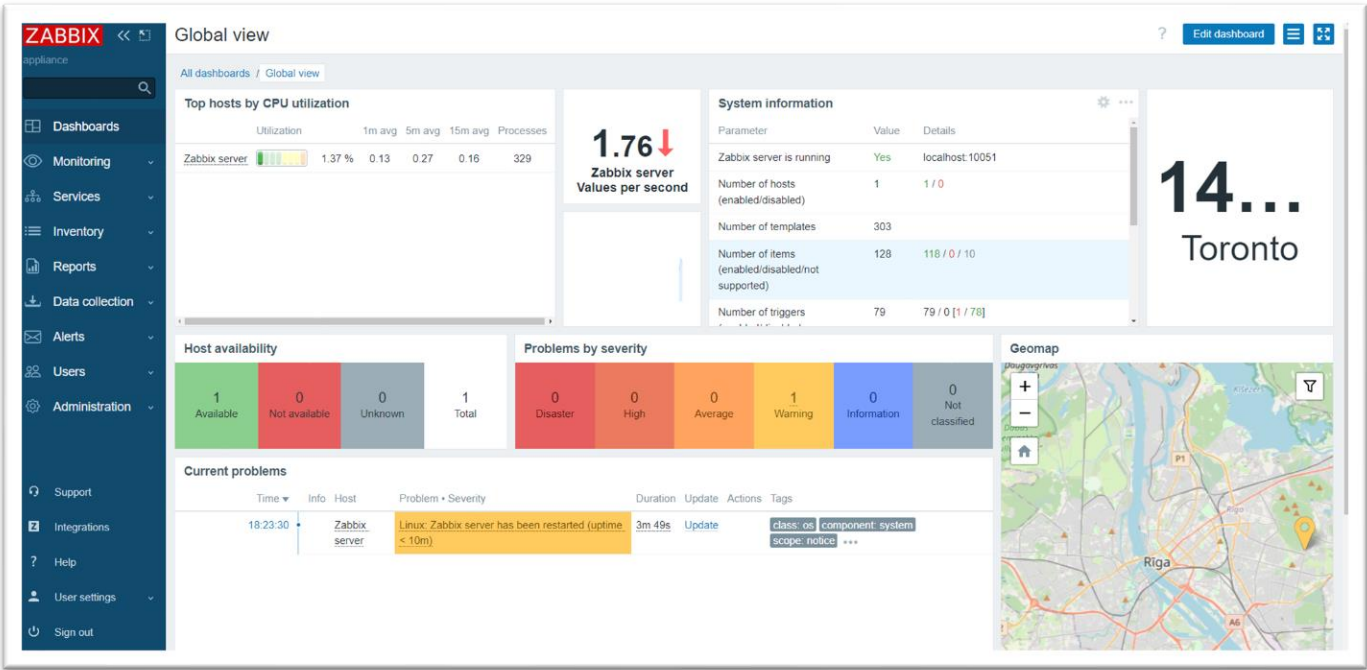 ZABBIX
appliance
Dashboards
Monitoring
Services
Inventory
Reports
Data collection
Alerts
Users
Administration
Support
Integrations
Help
User settings
Sign out
Global view
? Edit dashboard
All dashboards / Global view
Top hosts by CPU utilization
Utilization 1m avg 5m avg 15m avg Processes
Zabbix server 1.37 % 0.13 0.27 0.16 329
1.76
Zabbix server
Values per second
System information
Parameter Value Details
Zabbix server is running Yes localhost:10051
Number of hosts 1 1 / 0
(enabled/disabled)
Number of templates 303
Number of items 128 118 / 0 / 10
(enabled/disabled/not
supported)
Number of triggers 79 79 / 0 [1 / 78]
14...
Toronto
Host availability
1 0 0 1
Available Not available Unknown Total
Problems by severity
0 0 0 1 0 0
Disaster High Average Warning Information Not
classified
Geomap
+
−
P1
Rīga
A6
Current problems
Time Info Host Problem • Severity Duration Update Actions Tags
18:23:30 Zabbix Linux: Zabbix server has been restarted (uptime 3m 49s Update class: os component: system
server < 10m) scope: notice •••